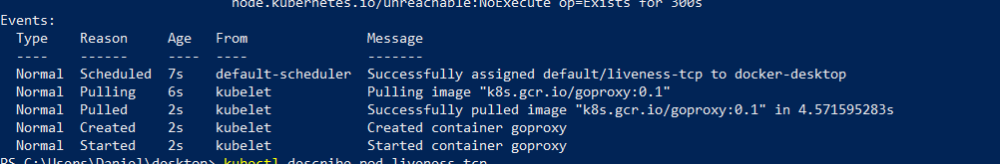 node.kubernetes.io/unreachable:NoExecute op=Exists for 300s
Events:
  Type    Reason     Age   From               Message
  ----    ------     ----  ----               -------
  Normal  Scheduled  7s    default-scheduler  Successfully assigned default/liveness-tcp to docker-desktop
  Normal  Pulling    6s    kubelet            Pulling image "k8s.gcr.io/goproxy:0.1"
  Normal  Pulled     2s    kubelet            Successfully pulled image "k8s.gcr.io/goproxy:0.1" in 4.571595283s
  Normal  Created    2s    kubelet            Created container goproxy
  Normal  Started    2s    kubelet            Started container goproxy
PS C:\Users\Daniel\desktop> kubectl describe pod liveness-tcp